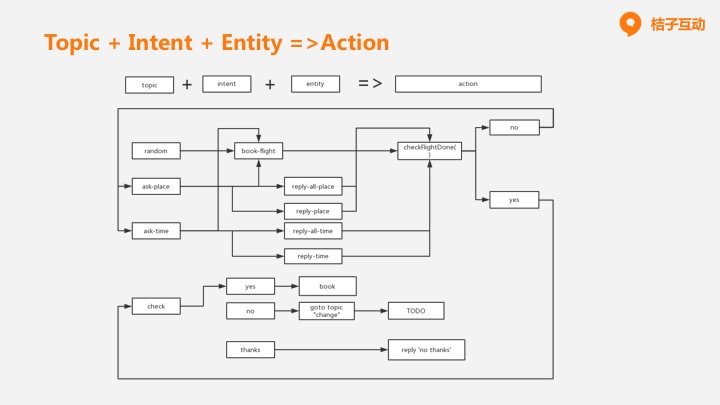 桔子互动
Topic + Intent + Entity =>Action
topic + intent + entity => action
no
random
book-flight
checkFlightDone(
)
ask-place
reply-all-place
yes
reply-place
ask-time
reply-all-time
reply-time
yes
book
check
no
goto topic
"change"
TODO
thanks
reply 'no thanks'